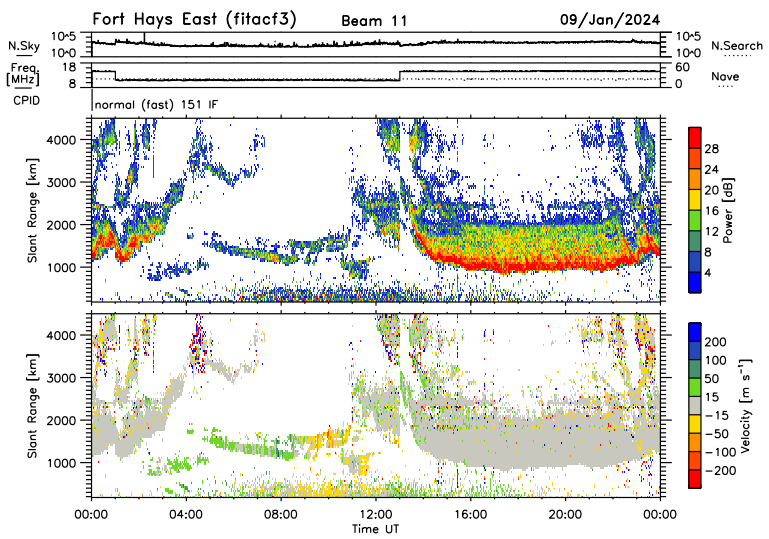 Fort Hays East (fitacf3) Beam 11 09/Jan/2024
N.Sky 10^5 10^0 10^5 10^0 N.Search
Freq. [MHz] 18 8 60 0 Nave
CPID normal (fast) 151 IF
Slant Range [km] 4000 3000 2000 1000
Power [dB] 28 24 20 16 12 8 4
Slant Range [km] 4000 3000 2000 1000
Velocity [m s⁻¹] 200 100 50 15 −15 −50 −100 −200
00:00 04:00 08:00 12:00 16:00 20:00 00:00
Time UT